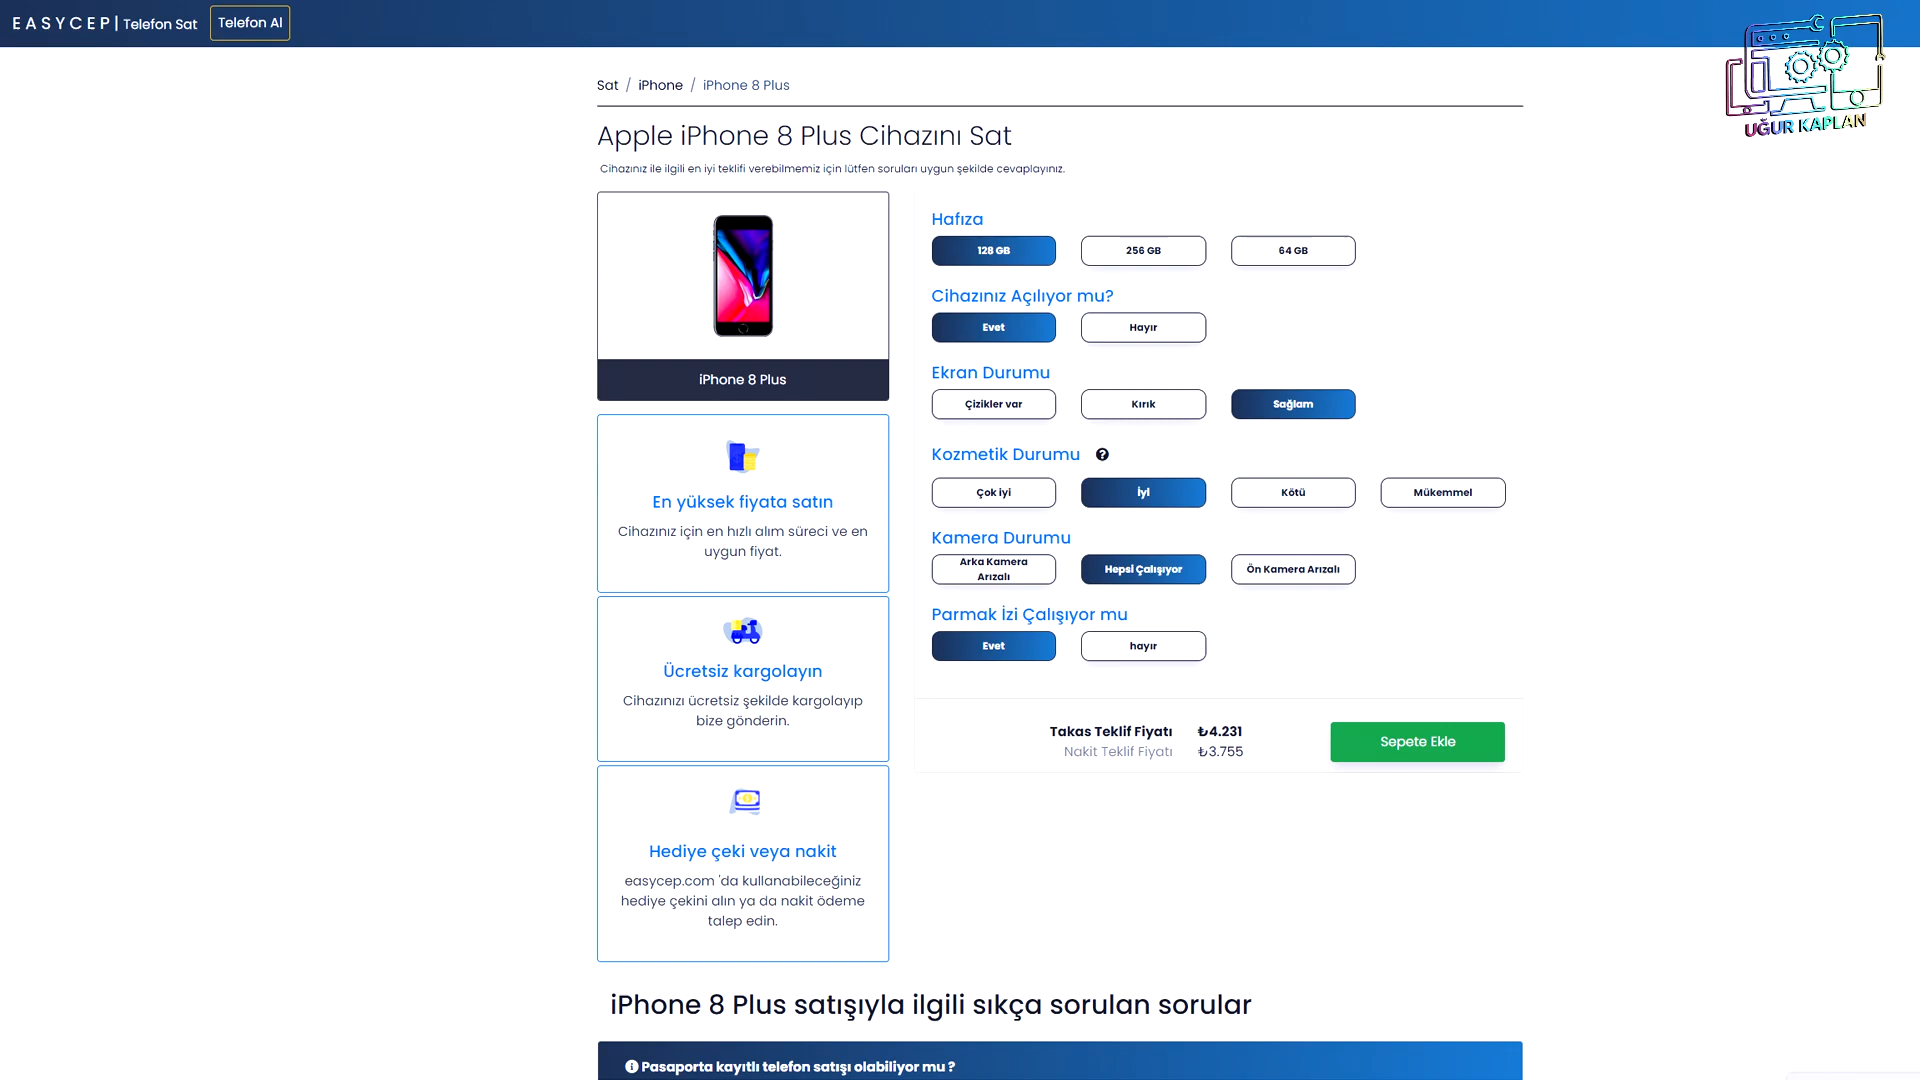 EASYCEP| Telefon Sat
Telefon Al
UĞUR KAPLAN
Sat / iPhone / iPhone 8 Plus
Apple iPhone 8 Plus Cihazını Sat
Cihazınız ile ilgili en iyi teklifi verebilmemiz için lütfen soruları uygun şekilde cevaplayınız.
iPhone 8 Plus
En yüksek fiyata satın
Cihazınız için en hızlı alım süreci ve en
uygun fiyat.
Ücretsiz kargolayın
Cihazınızı ücretsiz şekilde kargolayıp
bize gönderin.
Hediye çeki veya nakit
easycep.com 'da kullanabileceğiniz
hediye çekini alın ya da nakit ödeme
talep edin.
Hafıza
128 GB 256 GB 64 GB
Cihazınız Açılıyor mu?
Evet Hayır
Ekran Durumu
Çizikler var Kırık Sağlam
Kozmetik Durumu ?
Çok iyi İyi Kötü Mükemmel
Kamera Durumu
Arka Kamera
Arızalı
Hepsi Çalışıyor Ön Kamera Arızalı
Parmak İzi Çalışıyor mu
Evet hayır
Takas Teklif Fiyatı ₺4.231
Nakit Teklif Fiyatı ₺3.755
Sepete Ekle
iPhone 8 Plus satışıyla ilgili sıkça sorulan sorular
Pasaporta kayıtlı telefon satışı olabiliyor mu ?